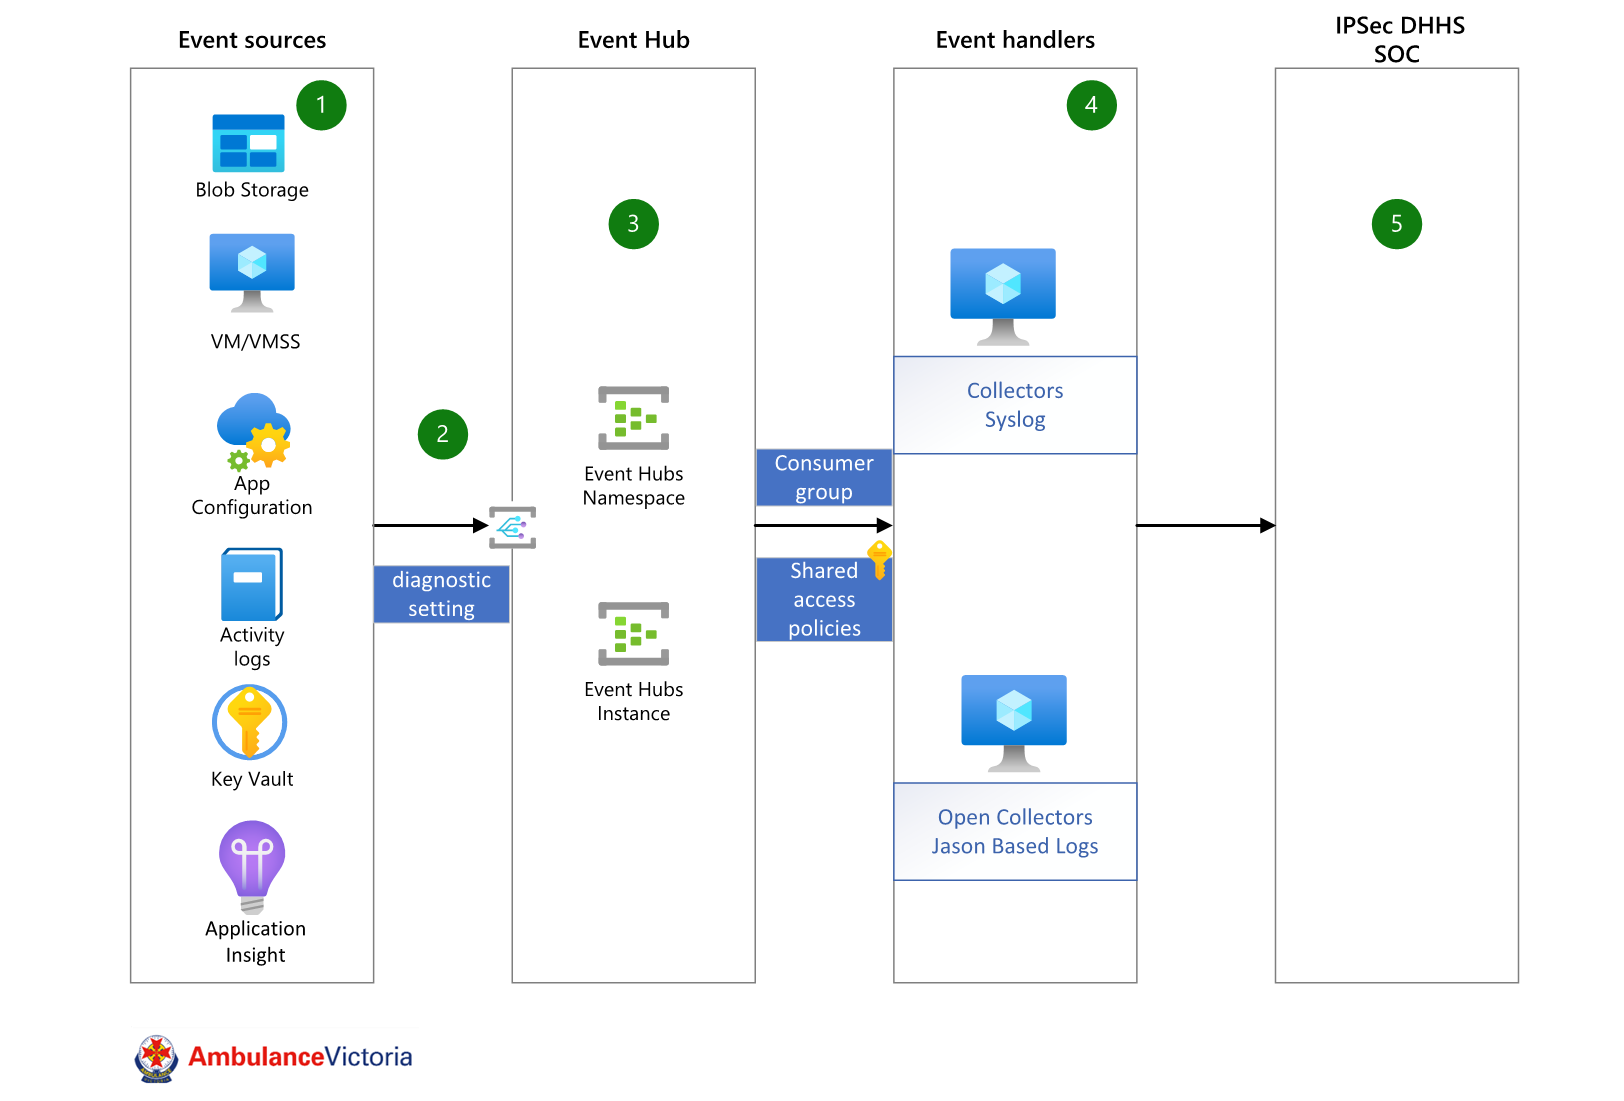 Event sources
Event Hub
Event handlers
IPSec DHHS
SOC
1
Blob Storage
VM/VMSS
App
Configuration
Activity
logs
Key Vault
Application
Insight
2
diagnostic
setting
3
Event Hubs
Namespace
Event Hubs
Instance
Consumer
group
Shared
access
policies
4
Collectors
Syslog
Open Collectors
Jason Based Logs
5
AmbulanceVictoria